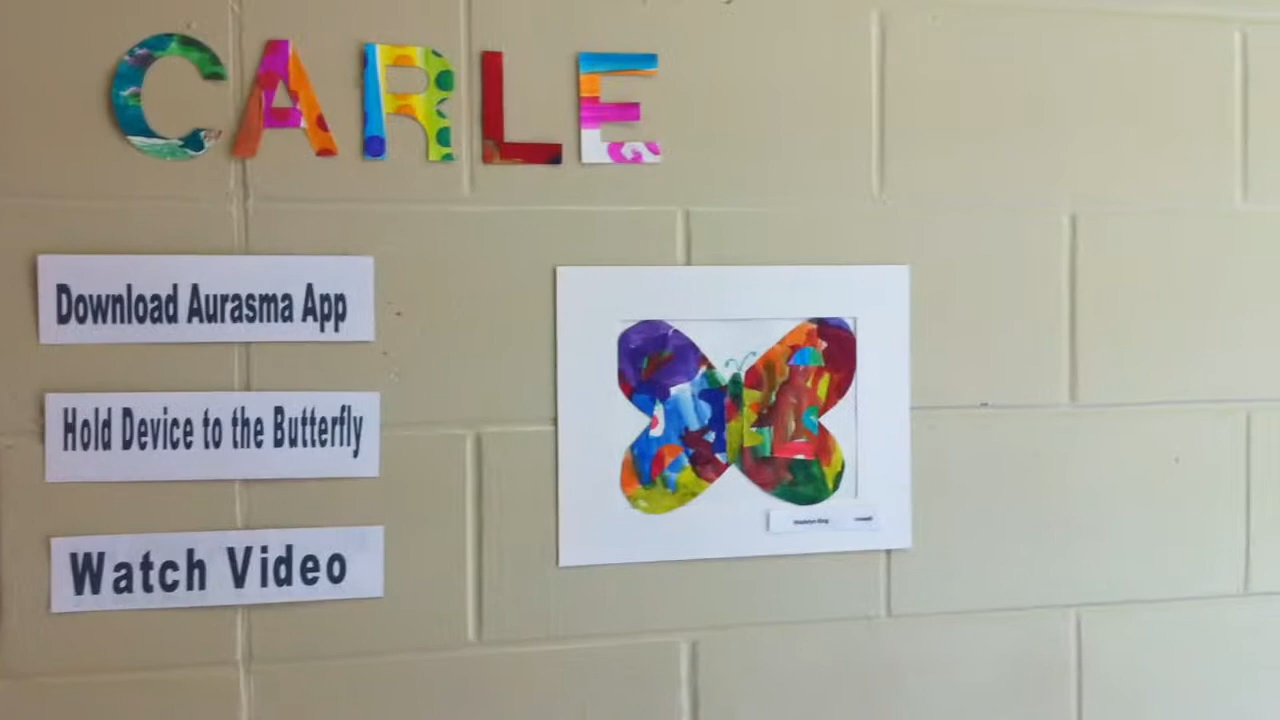 CARLE
Download Aurasma App
Hold Device to the Butterfly
Watch Video